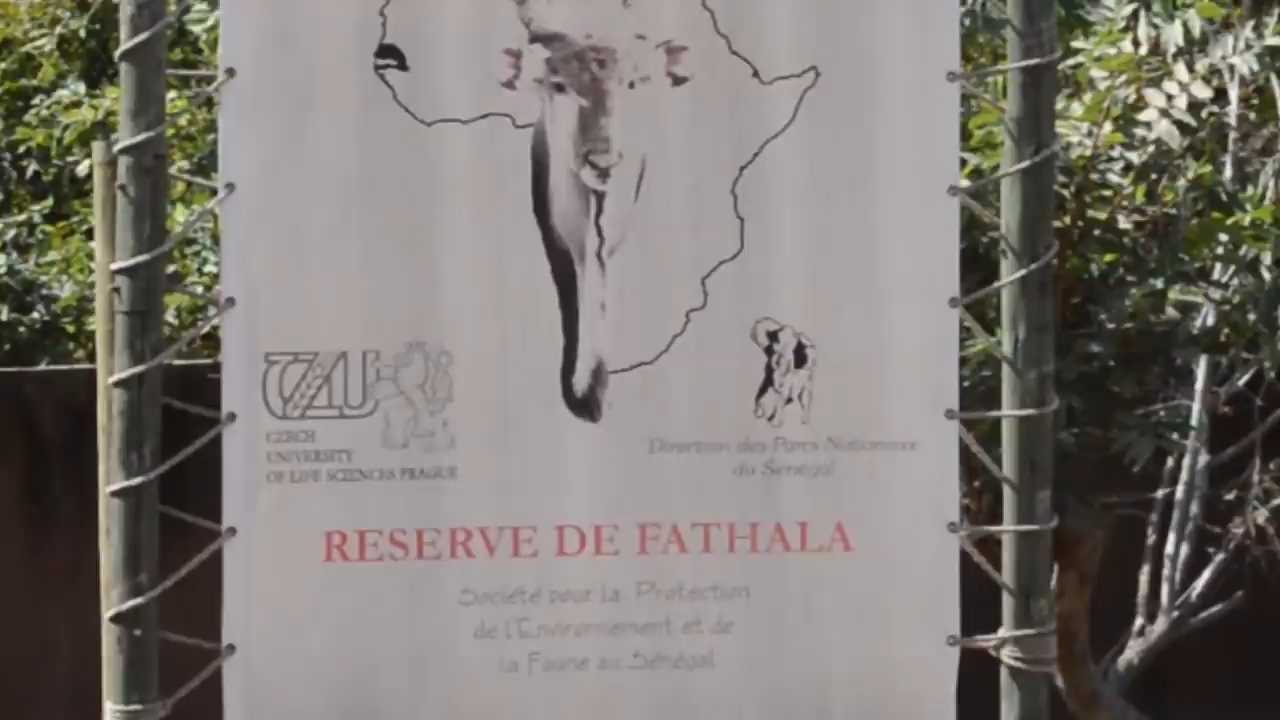 CZU
CZECH
UNIVERSITY
OF LIFE SCIENCES PRAGUE
Direction des Parcs Nationaux
du Sénégal
RESERVE DE FATHALA
Société pour la Protection
de l'Environnement et de
la Faune au Sénégal